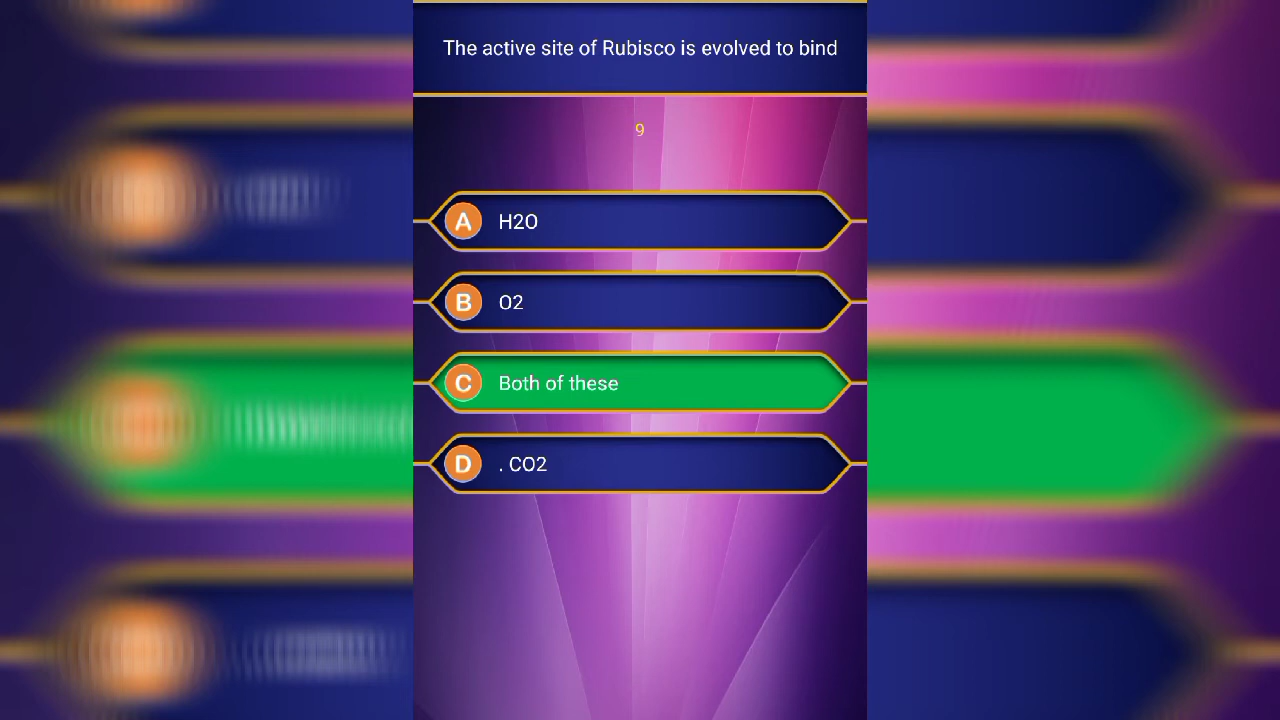 The active site of Rubisco is evolved to bind
9
A H2O
B O2
C Both of these
D . CO2